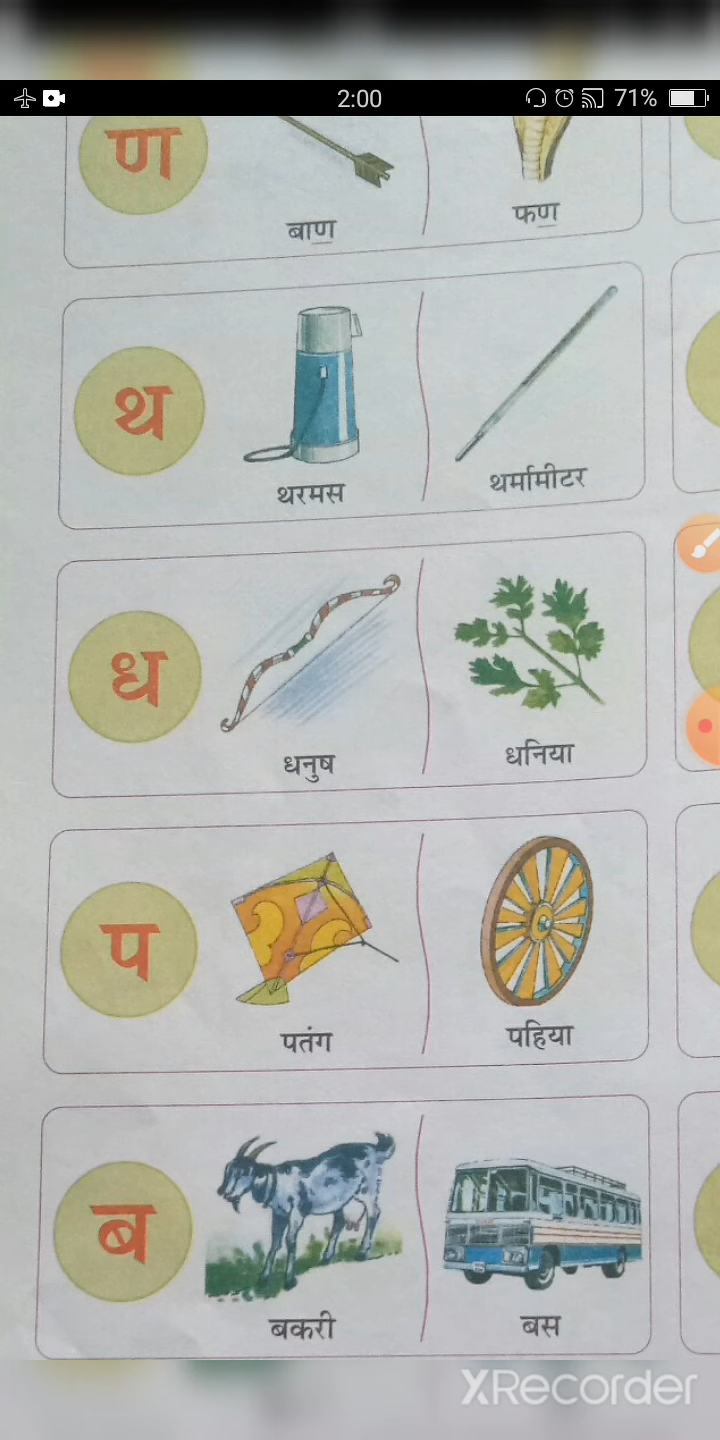 2:00 71%
ण
बाण फण
थ
थरमस थर्मामीटर
ध
धनुष धनिया
प
पतंग पहिया
ब
बकरी बस
XRecorder